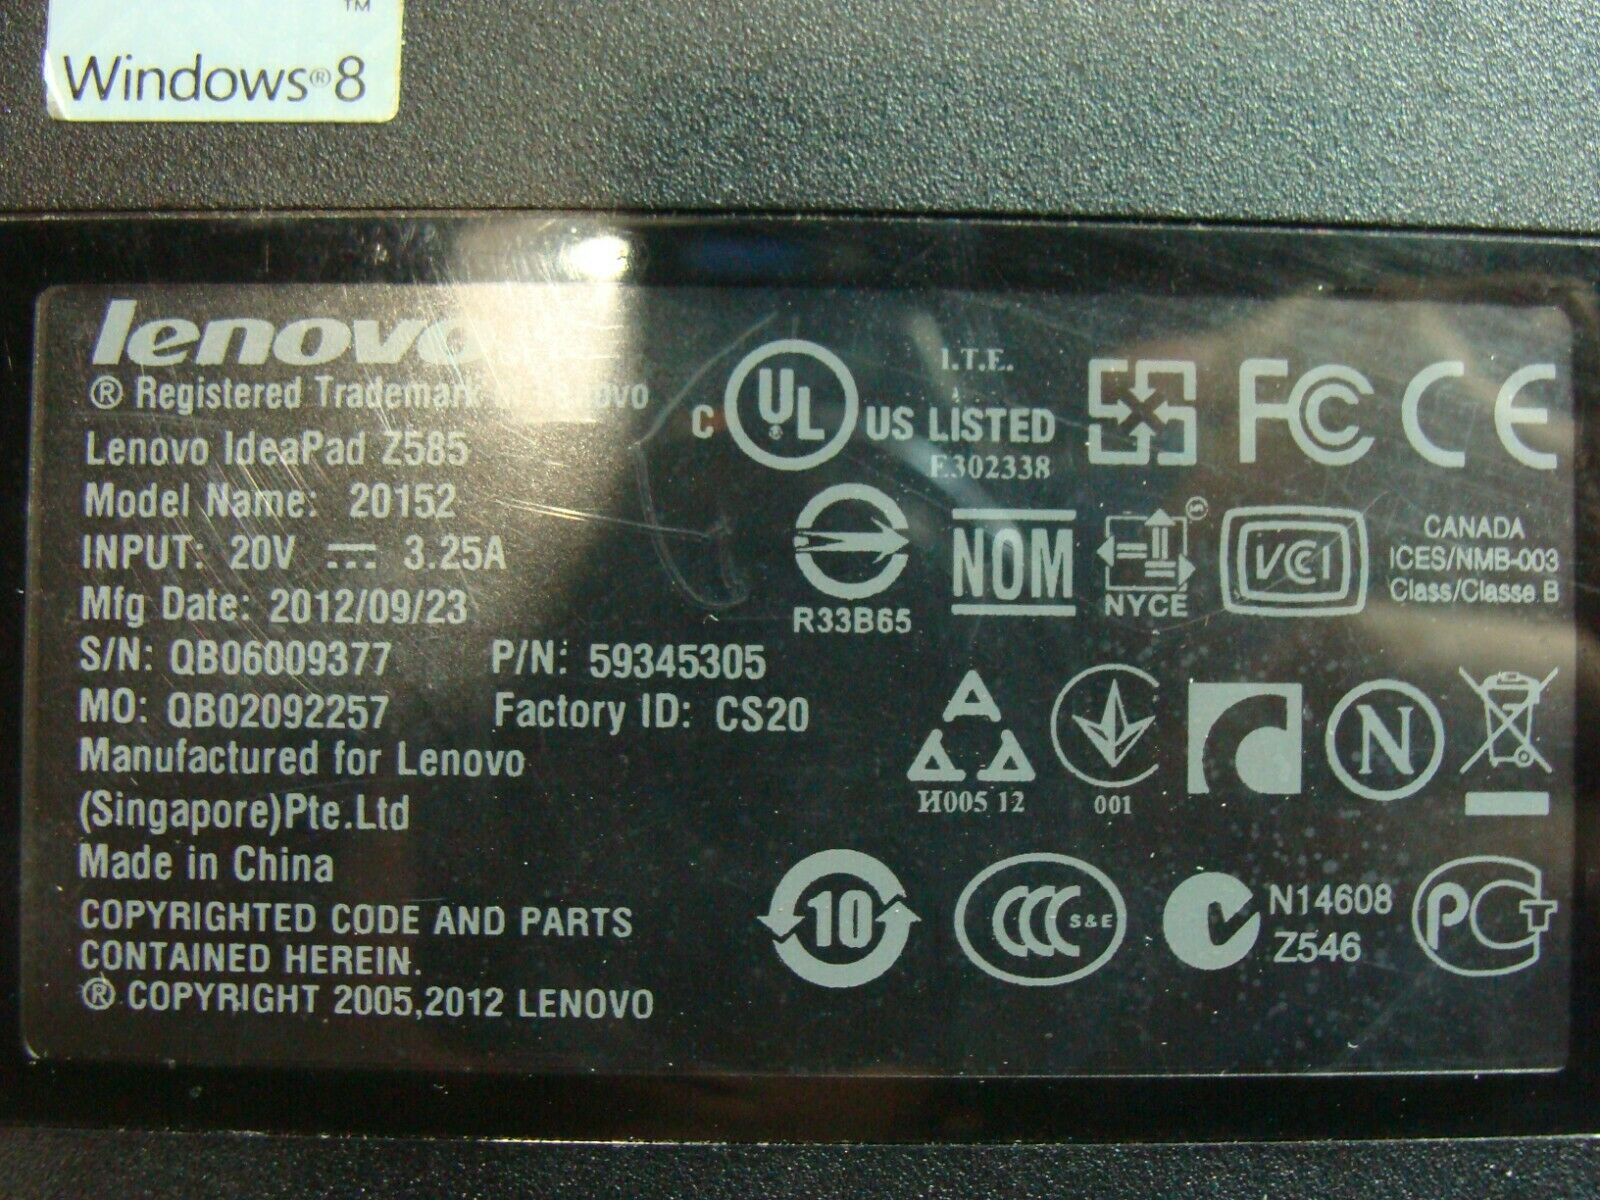 ™
Windows®8
lenovo
® Registered Trademark Lenovo
Lenovo IdeaPad Z585
Model Name: 20152
INPUT: 20V ⎓ 3.25A
Mfg Date: 2012/09/23
S/N: QB06009377 P/N: 59345305
MO: QB02092257 Factory ID: CS20
Manufactured for Lenovo
(Singapore)Pte.Ltd
Made in China
COPYRIGHTED CODE AND PARTS
CONTAINED HEREIN.
® COPYRIGHT 2005,2012 LENOVO
I.T.E.
C UL ® US LISTED
E302338
FC CE
R33B65
NOM
NYCE
VCI
CANADA
ICES/NMB-003
Class/Classe B
И005 12
001
N
10
CCC S&E
N14608
Z546
PCT